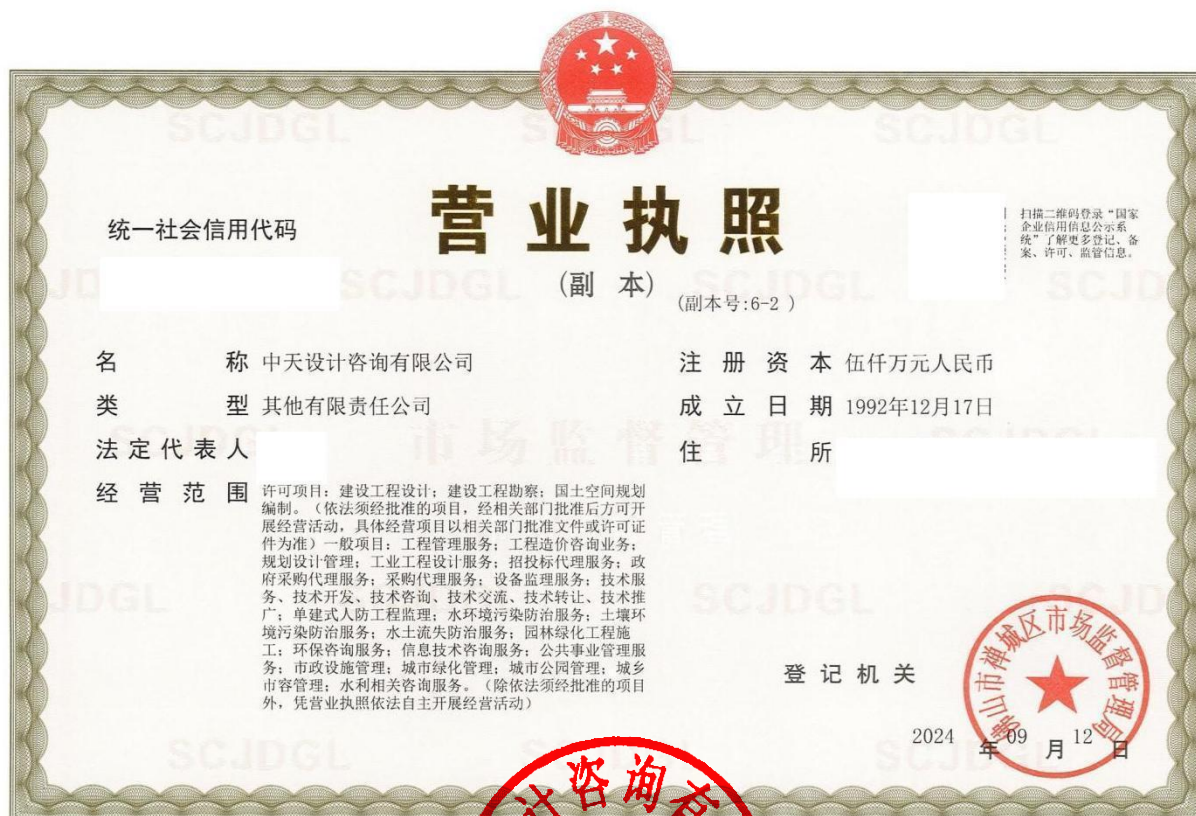 营业执照
(副 本)
(副本号:6-2 )
统一社会信用代码
扫描二维码登录“国家
企业信用信息公示系
统”了解更多登记、备
案、许可、监管信息。
名 称 中天设计咨询有限公司
类 型 其他有限责任公司
法定代表人
经营范围 许可项目：建设工程设计；建设工程勘察；国土空间规划
编制。（依法须经批准的项目，经相关部门批准后方可开
展经营活动，具体经营项目以相关部门批准文件或许可证
件为准）一般项目：工程管理服务；工程造价咨询业务；
规划设计管理；工业工程设计服务；招投标代理服务；政
府采购代理服务；采购代理服务；设备监理服务；技术服
务、技术开发、技术咨询、技术交流、技术转让、技术推
广；单建式人防工程监理；水环境污染防治服务；土壤环
境污染防治服务；水土流失防治服务；园林绿化工程施
工；环保咨询服务；信息技术咨询服务；公共事业管理服
务；市政设施管理；城市绿化管理；城市公园管理；城乡
市容管理；水利相关咨询服务。（除依法须经批准的项目
外，凭营业执照依法自主开展经营活动）
注册资本 伍仟万元人民币
成立日期 1992年12月17日
住 所
登记机关
佛山市禅城区市场监督管理局
2024 年 09 月 12 日
计咨询有
SCJDGL
市场监督管理